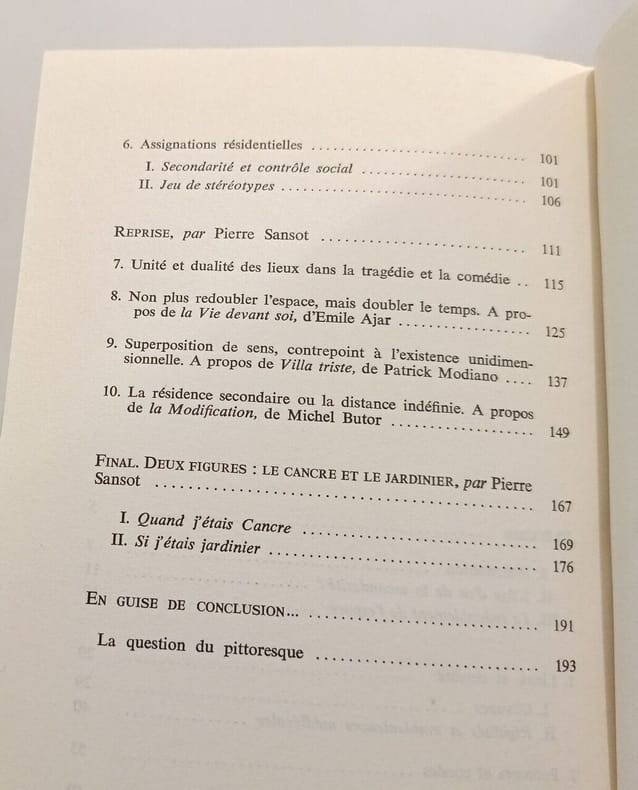 6. Assignations résidentielles .................... 101
I. Secondarité et contrôle social .................... 101
II. Jeu de stéréotypes .................... 106
REPRISE, par Pierre Sansot .................... 111
7. Unité et dualité des lieux dans la tragédie et la comédie .. 115
8. Non plus redoubler l'espace, mais doubler le temps. A pro-
pos de la Vie devant soi, d'Emile Ajar .................... 125
9. Superposition de sens, contrepoint à l'existence unidimen-
sionnelle. A propos de Villa triste, de Patrick Modiano .... 137
10. La résidence secondaire ou la distance indéfinie. A propos
de la Modification, de Michel Butor .................... 149
FINAL. DEUX FIGURES : LE CANCRE ET LE JARDINIER, par Pierre
Sansot .................... 167
I. Quand j'étais Cancre .................... 169
II. Si j'étais jardinier .................... 176
EN GUISE DE CONCLUSION... .................... 191
La question du pittoresque .................... 193